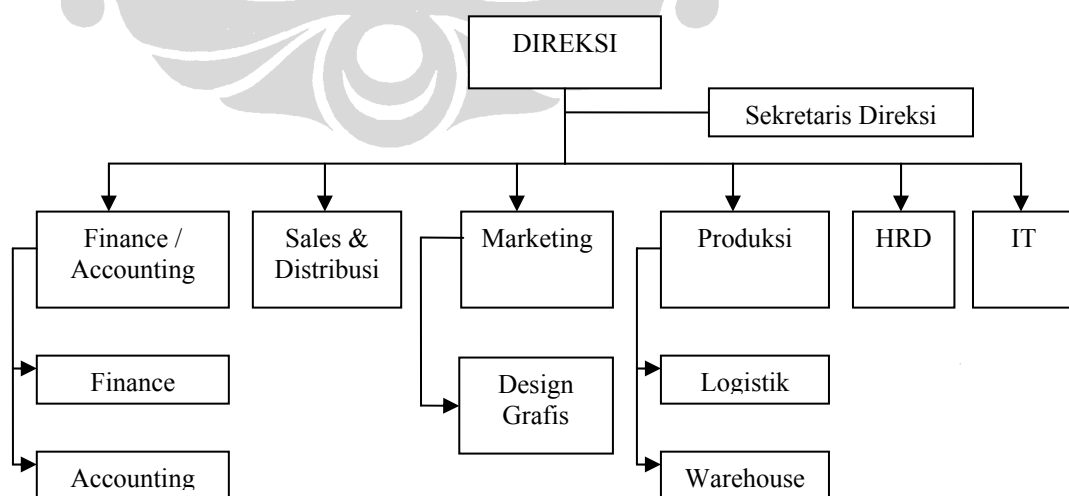 DIREKSI
Sekretaris Direksi
Finance /
Accounting
Sales &
Distribusi
Marketing
Produksi
HRD
IT
Finance
Design
Grafis
Logistik
Accounting
Warehouse